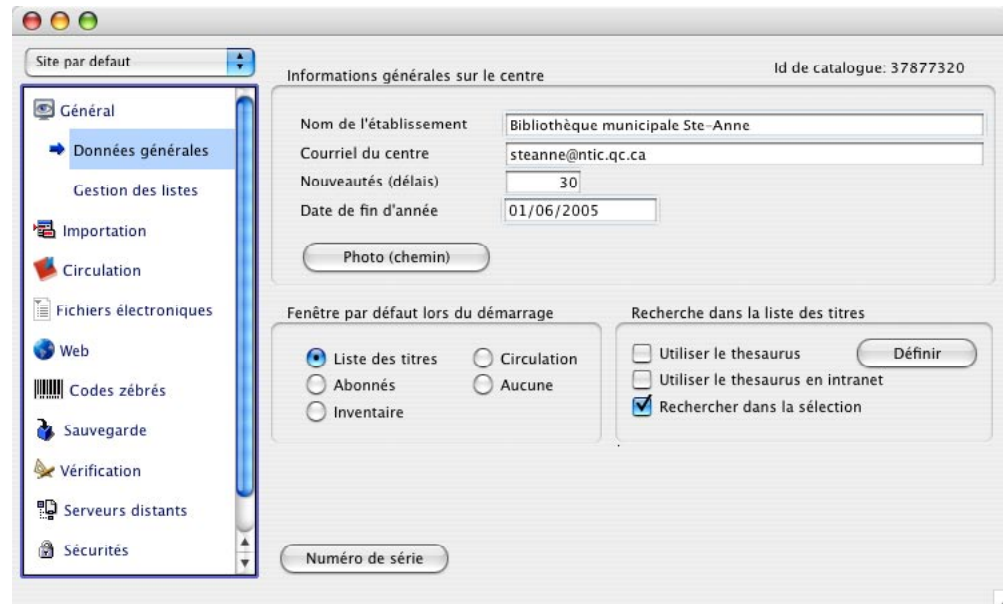 Site par defaut
Général
Données générales
Gestion des listes
Importation
Circulation
Fichiers électroniques
Web
Codes zébrés
Sauvegarde
Vérification
Serveurs distants
Sécurités
Id de catalogue: 37877320
Informations générales sur le centre
Nom de l'établissement Bibliothèque municipale Ste-Anne
Courriel du centre steanne@ntic.qc.ca
Nouveautés (délais) 30
Date de fin d'année 01/06/2005
Photo (chemin)
Fenêtre par défaut lors du démarrage
Liste des titres Circulation
Abonnés Aucune
Inventaire
Recherche dans la liste des titres
Utiliser le thesaurus Définir
Utiliser le thesaurus en intranet
Rechercher dans la sélection
Numéro de série